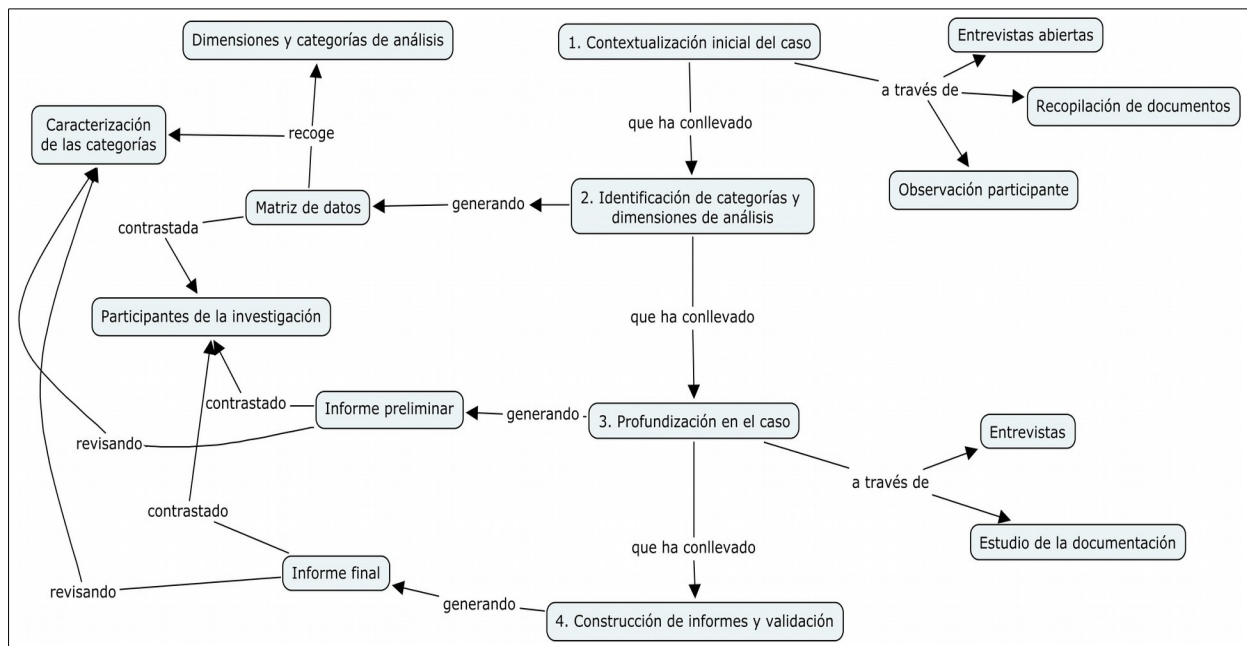 Dimensiones y categorías de análisis
1. Contextualización inicial del caso
Entrevistas abiertas
a través de
Recopilación de documentos
Caracterización
de las categorías
recoge
que ha conllevado
Observación participante
Matriz de datos
generando
2. Identificación de categorías y
dimensiones de análisis
contrastada
Participantes de la investigación
que ha conllevado
contrastado
Informe preliminar
generando
3. Profundización en el caso
Entrevistas
revisando
a través de
contrastado
que ha conllevado
Estudio de la documentación
Informe final
revisando
generando
4. Construcción de informes y validación